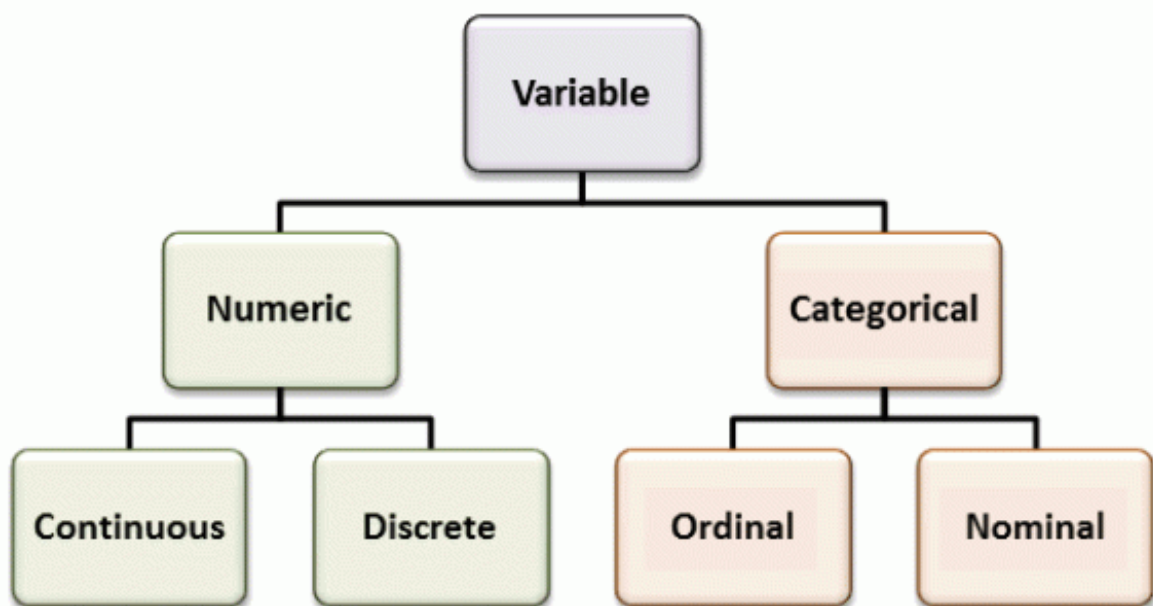 Variable
Numeric
Categorical
Continuous
Discrete
Ordinal
Nominal